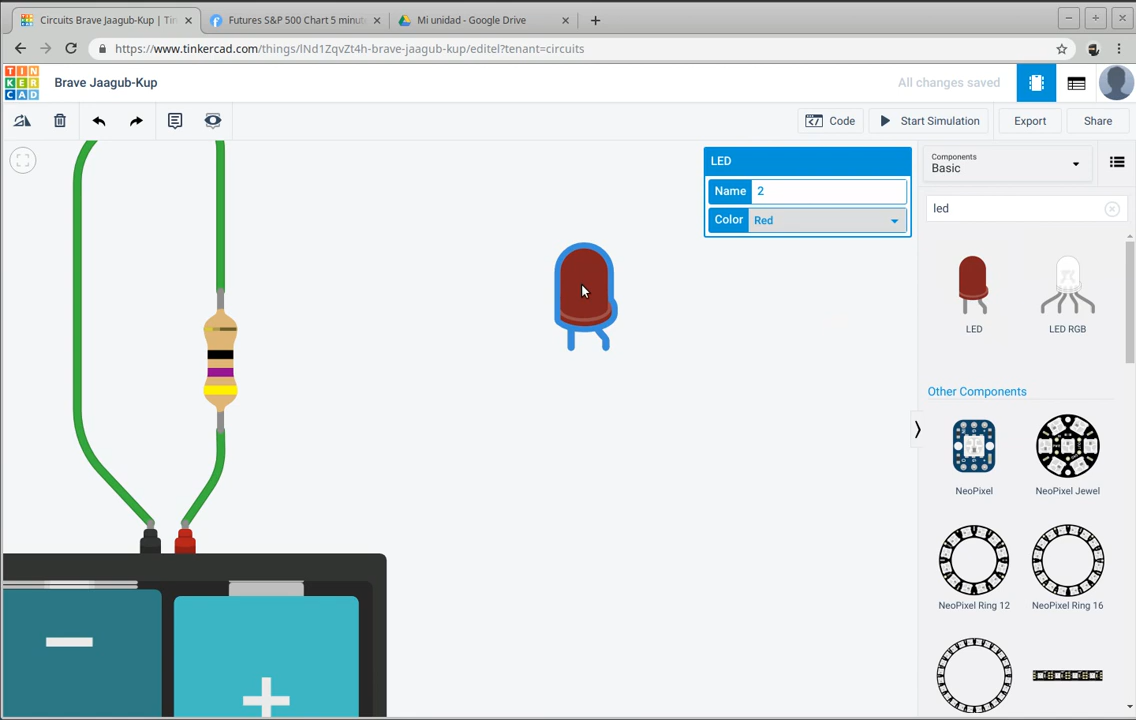 Circuits Brave Jaagub-Kup | Tin
Futures S&P 500 Chart 5 minute
Mi unidad - Google Drive
https://www.tinkercad.com/things/lNd1ZqvZt4h-brave-jaagub-kup/editel?tenant=circuits
TIN
KER
CAD
Brave Jaagub-Kup
All changes saved
Code
Start Simulation
Export
Share
LED
Name 2
Color Red
Components
Basic
led
LED
LED RGB
Other Components
NeoPixel
NeoPixel Jewel
NeoPixel Ring 12
NeoPixel Ring 16